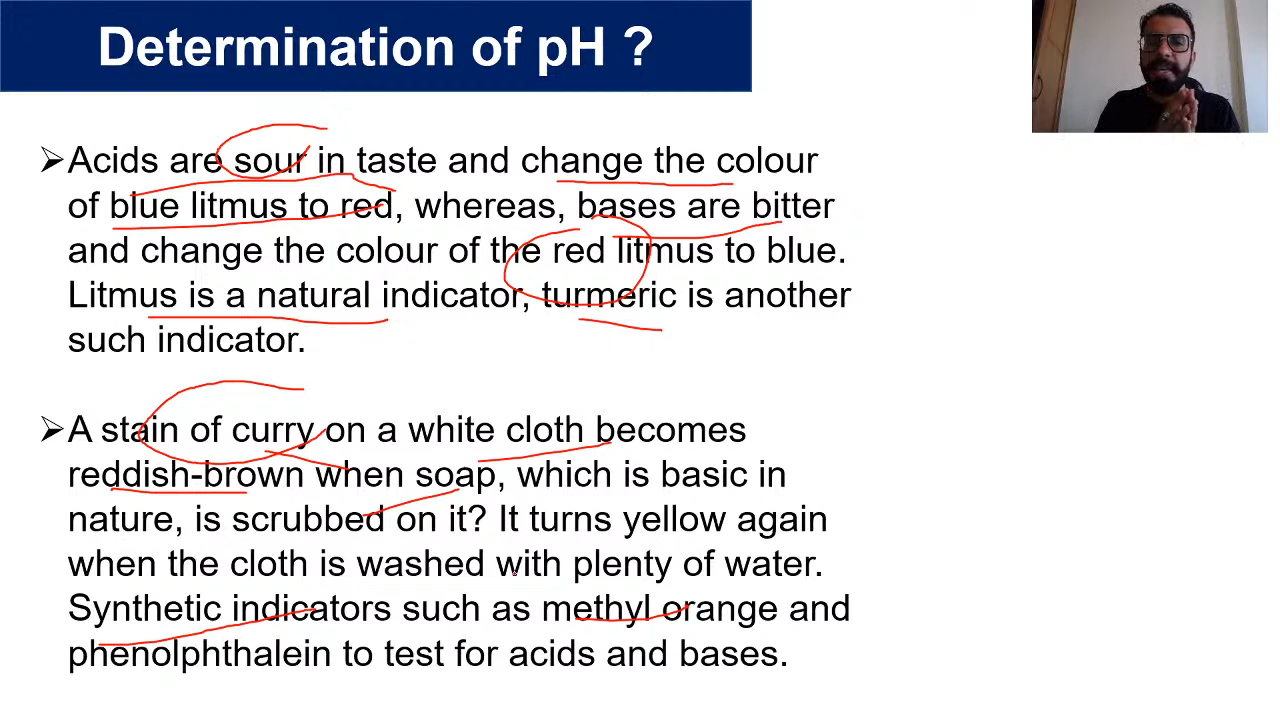 Determination of pH ?
➢Acids are sour in taste and change the colour
of blue litmus to red, whereas, bases are bitter
and change the colour of the red litmus to blue.
Litmus is a natural indicator, turmeric is another
such indicator.
➢A stain of curry on a white cloth becomes
reddish-brown when soap, which is basic in
nature, is scrubbed on it? It turns yellow again
when the cloth is washed with plenty of water.
Synthetic indicators such as methyl orange and
phenolphthalein to test for acids and bases.